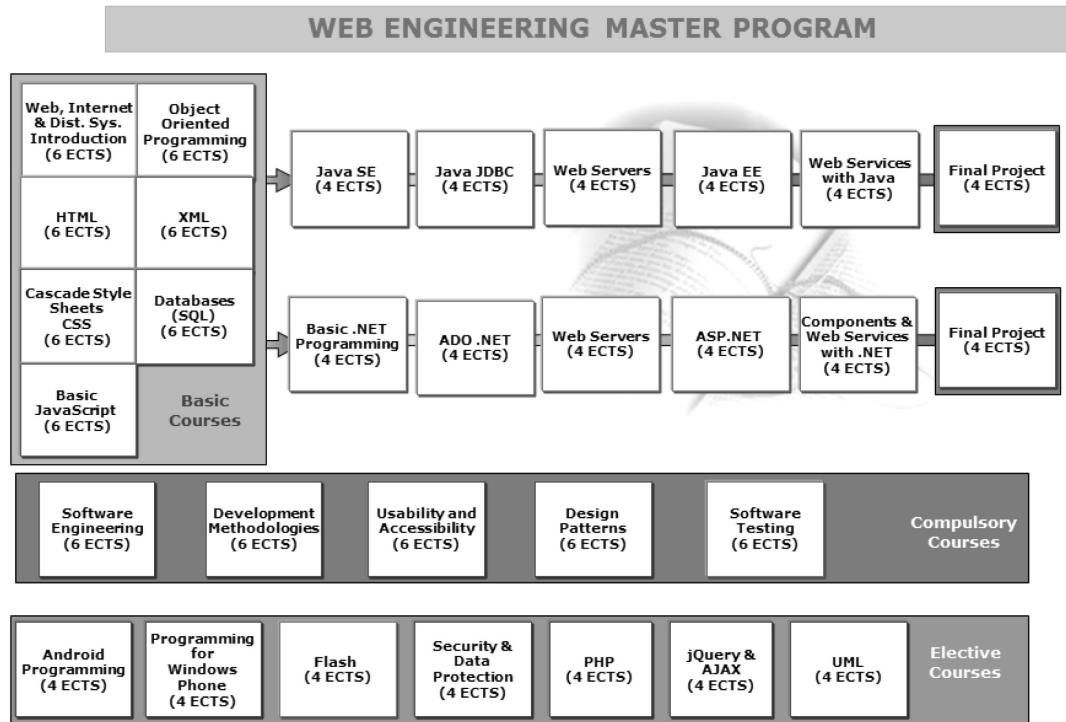 WEB ENGINEERING MASTER PROGRAM
Web, Internet
& Dist. Sys.
Introduction
(6 ECTS)
Object
Oriented
Programming
(6 ECTS)
HTML
(6 ECTS)
XML
(6 ECTS)
Cascade Style
Sheets
CSS
(6 ECTS)
Databases
(SQL)
(6 ECTS)
Basic
JavaScript
(6 ECTS)
Basic
Courses
Java SE
(4 ECTS)
Java JDBC
(4 ECTS)
Web Servers
(4 ECTS)
Java EE
(4 ECTS)
Web Services
with Java
(4 ECTS)
Final Project
(4 ECTS)
Basic .NET
Programming
(4 ECTS)
ADO .NET
(4 ECTS)
Web Servers
(4 ECTS)
ASP.NET
(4 ECTS)
Components &
Web Services
with .NET
(4 ECTS)
Final Project
(4 ECTS)
Software
Engineering
(6 ECTS)
Development
Methodologies
(6 ECTS)
Usability and
Accessibility
(6 ECTS)
Design
Patterns
(6 ECTS)
Software
Testing
(6 ECTS)
Compulsory
Courses
Android
Programming
(4 ECTS)
Programming
for
Windows
Phone
(4 ECTS)
Flash
(4 ECTS)
Security &
Data
Protection
(4 ECTS)
PHP
(4 ECTS)
jQuery &
AJAX
(4 ECTS)
UML
(4 ECTS)
Elective
Courses